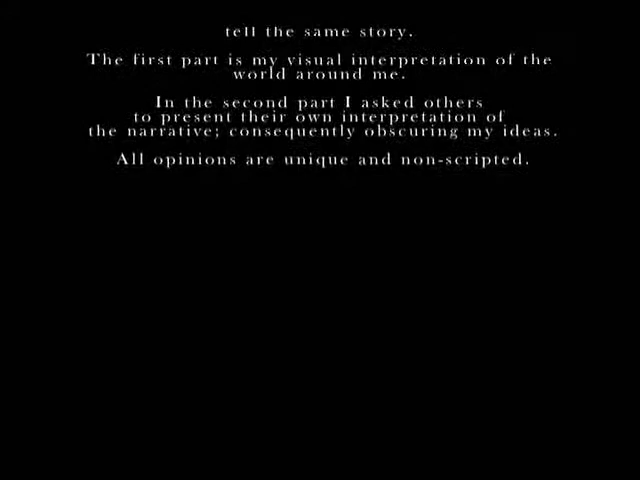 tell the same story.
The first part is my visual interpretation of the
world around me.
In the second part I asked others
to present their own interpretation of
the narrative; consequently obscuring my ideas.
All opinions are unique and non-scripted.